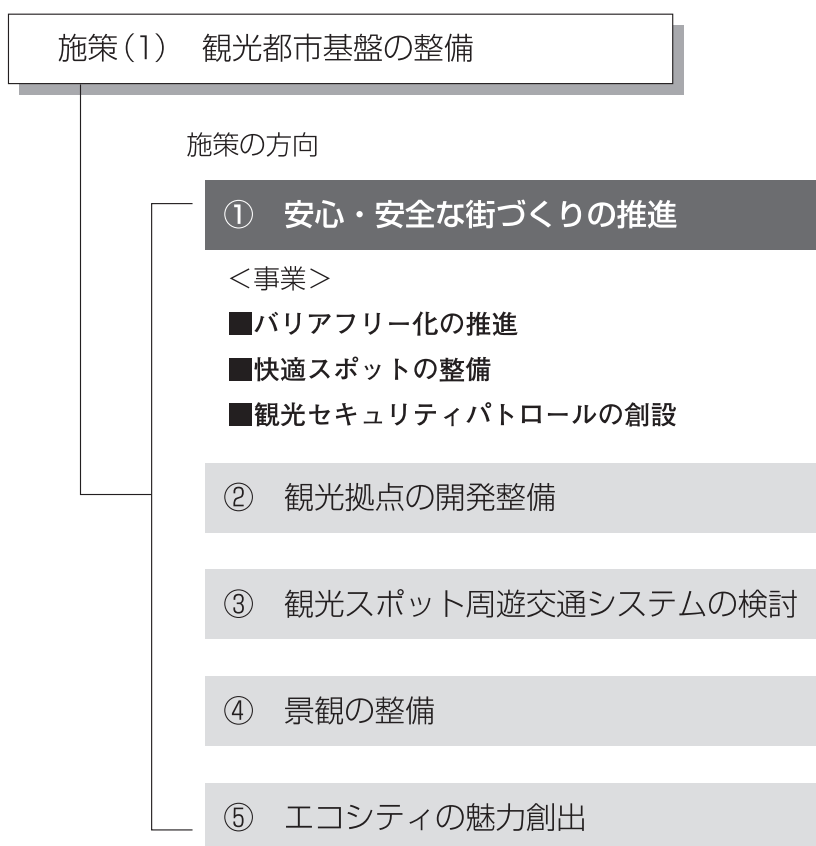 施策(1) 観光都市基盤の整備
施策の方向
① 安心・安全な街づくりの推進
＜事業＞
■バリアフリー化の推進
■快適スポットの整備
■観光セキュリティパトロールの創設
② 観光拠点の開発整備
③ 観光スポット周遊交通システムの検討
④ 景観の整備
⑤ エコシティの魅力創出